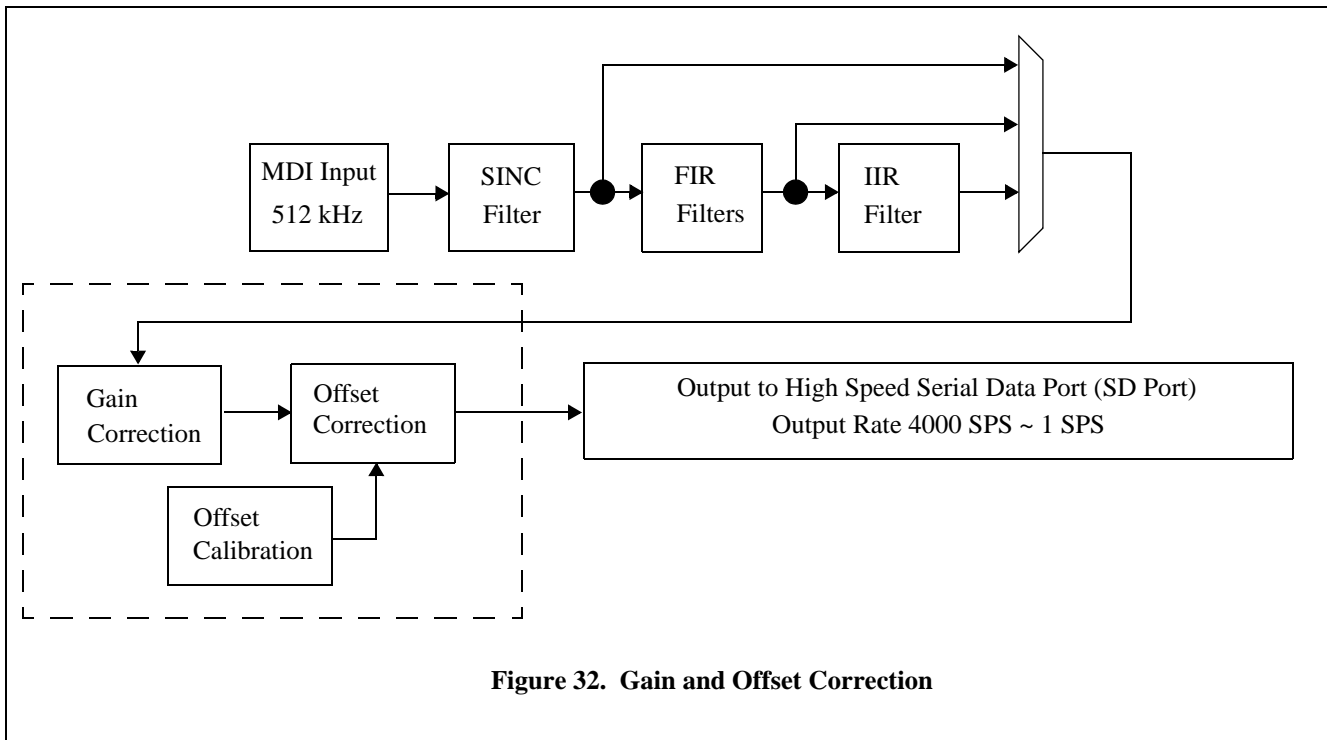 MDI Input
512 kHz
SINC
Filter
FIR
Filters
IIR
Filter
Gain
Correction
Offset
Correction
Offset
Calibration
Output to High Speed Serial Data Port (SD Port)
Output Rate 4000 SPS ~ 1 SPS
Figure 32. Gain and Offset Correction